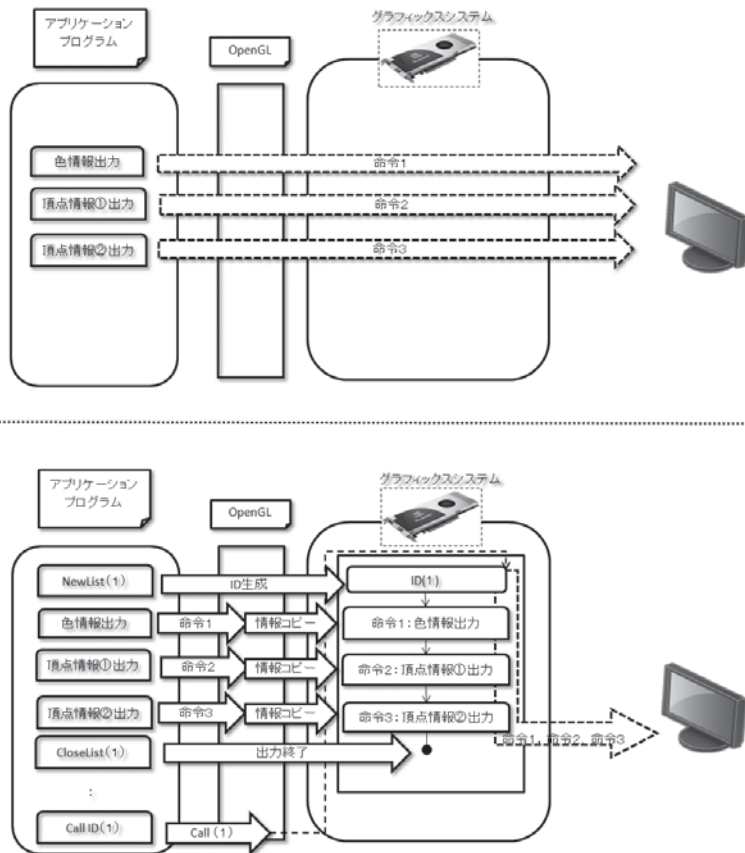 アプリケーション
プログラム
OpenGL
グラフィックスシステム
色情報出力
命令1
頂点情報①出力
命令2
頂点情報②出力
命令3
アプリケーション
プログラム
OpenGL
グラフィックスシステム
NewList(1)
ID生成
ID(1)
色情報出力
命令1
情報コピー
命令1:色情報出力
頂点情報①出力
命令2
情報コピー
命令2:頂点情報①出力
頂点情報②出力
命令3
情報コピー
命令3:頂点情報②出力
命令1, 命令2, 命令3
CloseList(1)
出力終了
:
Call ID(1)
Call (1)